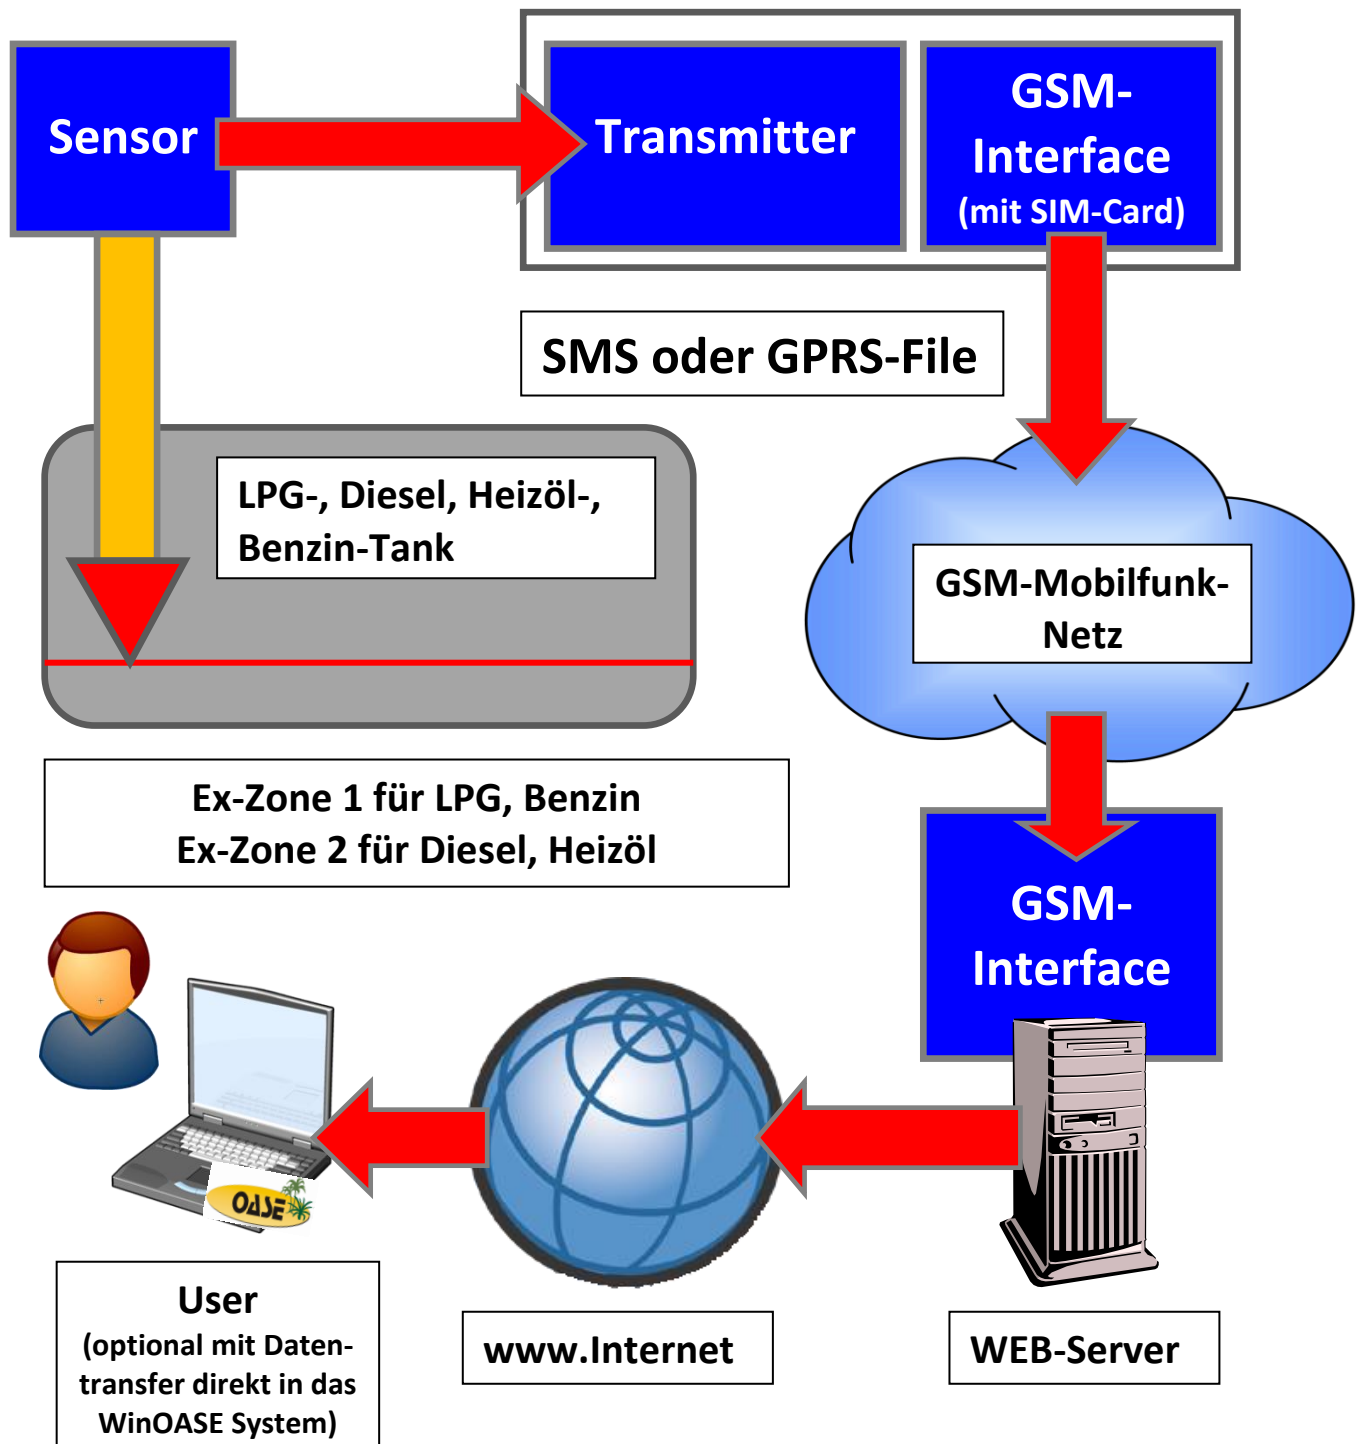 Sensor
Transmitter
GSM-
Interface
(mit SIM-Card)
SMS oder GPRS-File
LPG-, Diesel, Heizöl-,
Benzin-Tank
GSM-Mobilfunk-
Netz
Ex-Zone 1 für LPG, Benzin
Ex-Zone 2 für Diesel, Heizöl
GSM-
Interface
OASE
User
(optional mit Daten-
transfer direkt in das
WinOASE System)
www.Internet
WEB-Server